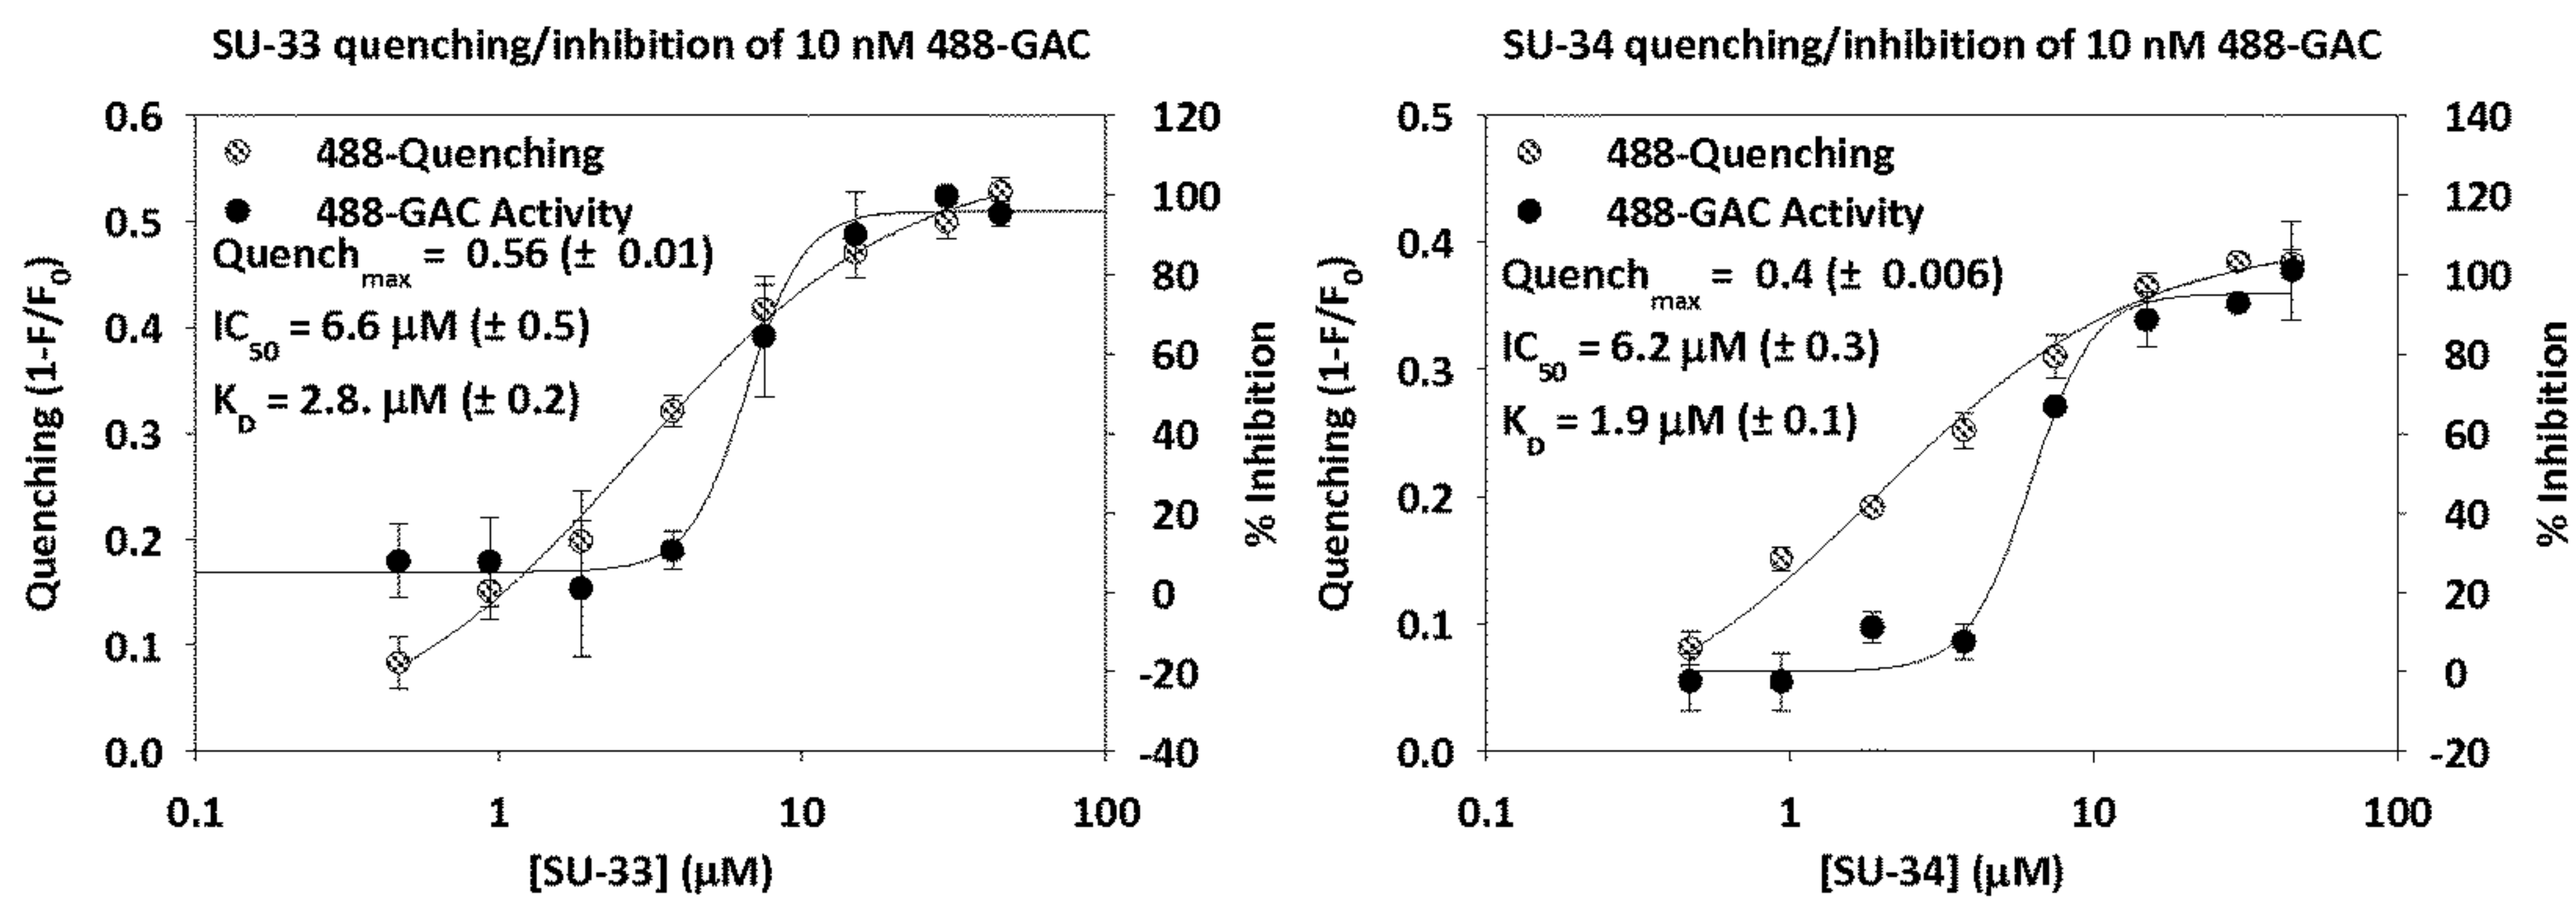 SU-33 quenching/inhibition of 10 nM 488-GAC
0.6
0.5
0.4
0.3
0.2
0.1
0.0
Quenching (1-F/F0)
488-Quenching
488-GAC Activity
Quenchmax = 0.56 (± 0.01)
IC50 = 6.6 µM (± 0.5)
KD = 2.8. µM (± 0.2)
120
100
80
60
40
20
0
-20
-40
% Inhibition
0.1 1 10 100
[SU-33] (µM)
SU-34 quenching/inhibition of 10 nM 488-GAC
0.5
0.4
0.3
0.2
0.1
0.0
Quenching (1-F/F0)
488-Quenching
488-GAC Activity
Quenchmax = 0.4 (± 0.006)
IC50 = 6.2 µM (± 0.3)
KD = 1.9 µM (± 0.1)
140
120
100
80
60
40
20
0
-20
% Inhibition
0.1 1 10 100
[SU-34] (µM)